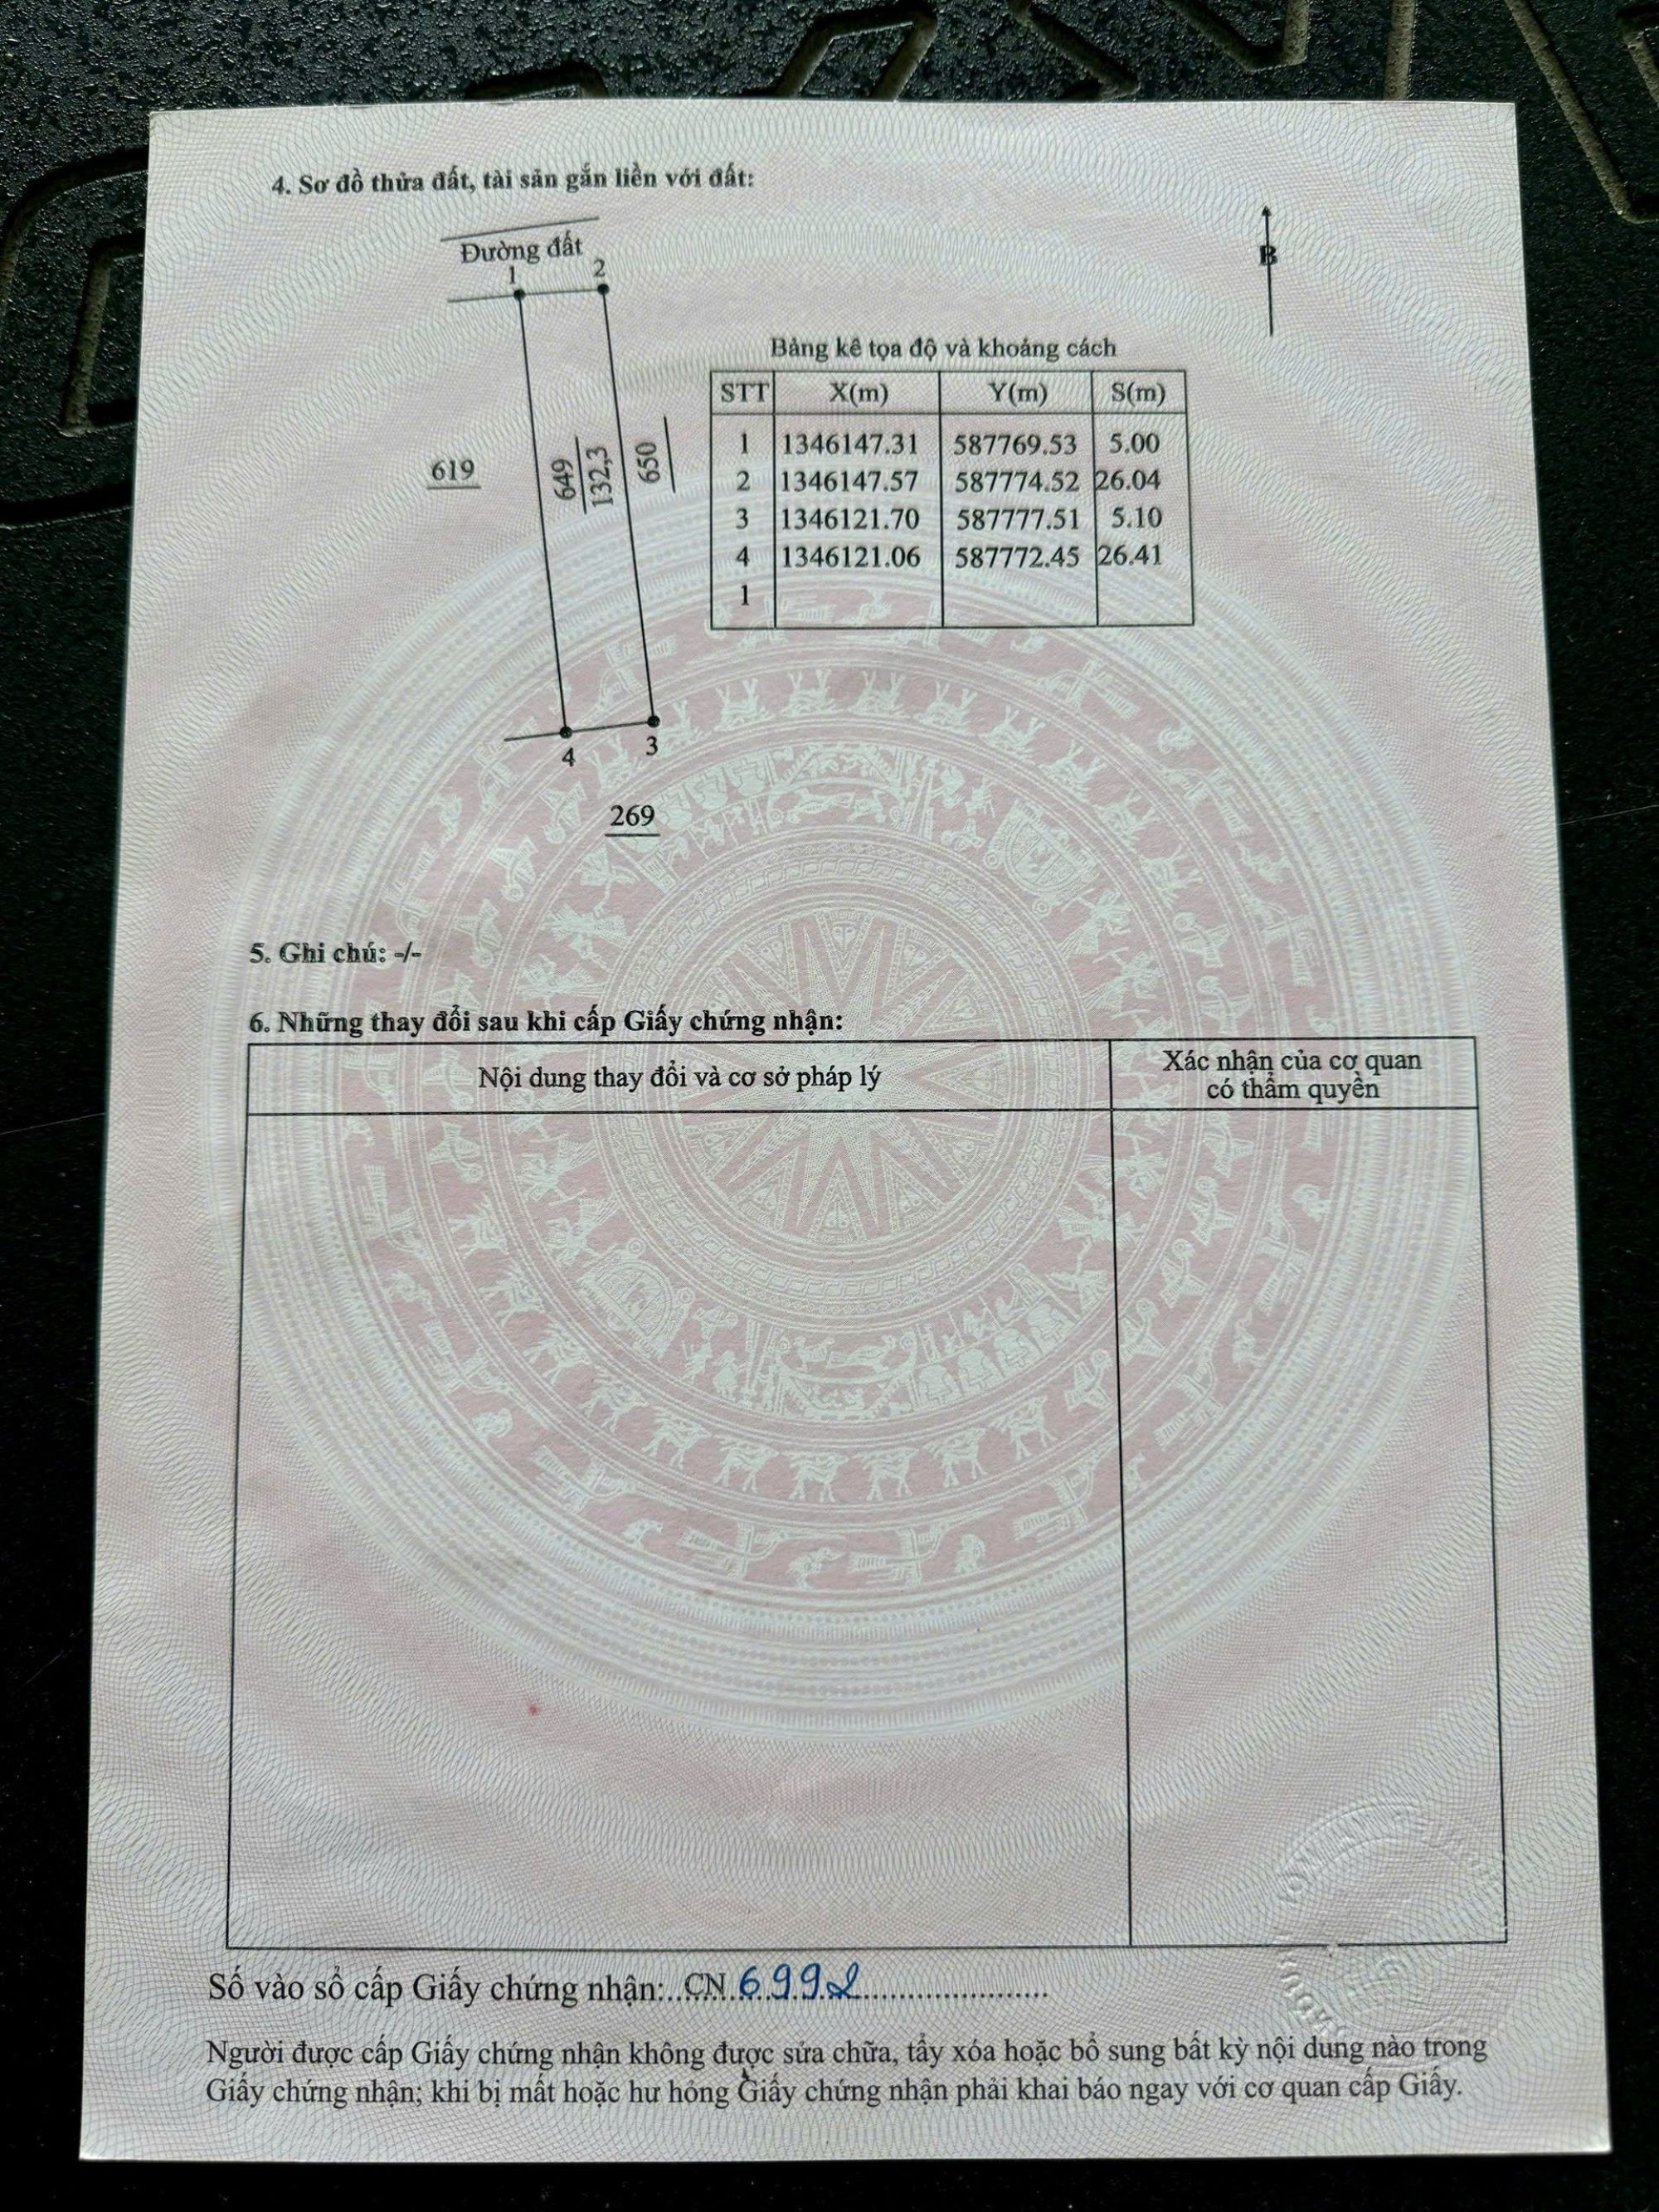 4. Sơ đồ thửa đất, tài sản gắn liền với đất:
Đường đất
1
2
B
619
649
132,3
650
4
3
269
Bảng kê tọa độ và khoảng cách
STT X(m) Y(m) S(m)
1 1346147.31 587769.53 5.00
2 1346147.57 587774.52 26.04
3 1346121.70 587777.51 5.10
4 1346121.06 587772.45 26.41
1
5. Ghi chú: -/-
6. Những thay đổi sau khi cấp Giấy chứng nhận:
Nội dung thay đổi và cơ sở pháp lý
Xác nhận của cơ quan
có thẩm quyền
Số vào sổ cấp Giấy chứng nhận:..CN 6992
Người được cấp Giấy chứng nhận không được sửa chữa, tẩy xóa hoặc bổ sung bất kỳ nội dung nào trong
Giấy chứng nhận; khi bị mất hoặc hư hỏng Giấy chứng nhận phải khai báo ngay với cơ quan cấp Giấy.